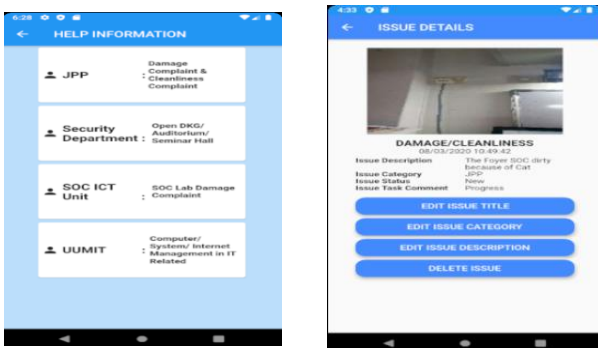 6:28
HELP INFORMATION
JPP
:
Damage
Complaint &
Cleanliness
Complaint
Security
Department :
Open DKG/
Auditorium/
Seminar Hall
SOC ICT
Unit :
SOC Lab Damage
Complaint
UUMIT
:
Computer/
System/ Internet
Management in IT
Related
4:33
ISSUE DETAILS
DAMAGE/CLEANLINESS
08/03/2020 10:49:42
Issue Description The Foyer SOC dirty
because of Cat
Issue Category JPP
Issue Status New
Issue Task Comment Progress
EDIT ISSUE TITLE
EDIT ISSUE CATEGORY
EDIT ISSUE DESCRIPTION
DELETE ISSUE